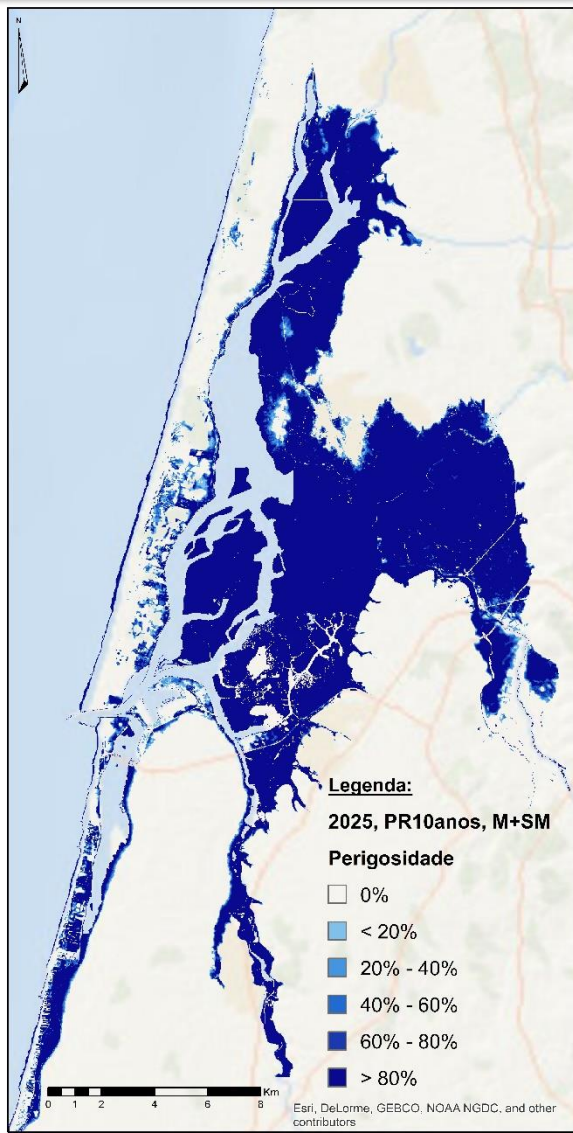 N
Legenda:
2025, PR10anos, M+SM
Perigosidade
0%
< 20%
20% - 40%
40% - 60%
60% - 80%
> 80%
Km
0 1 2 4 6 8
Esri, DeLorme, GEBCO, NOAA NGDC, and other
contributors